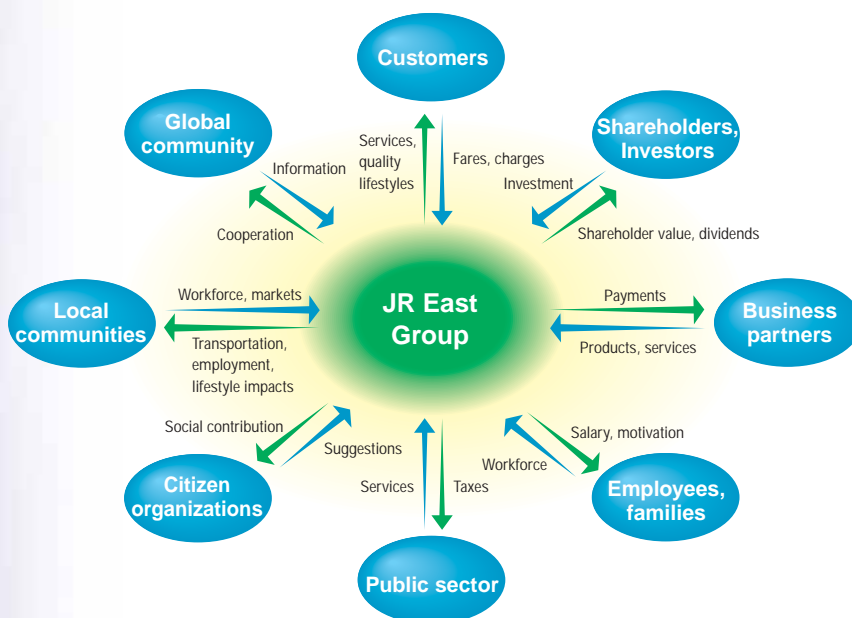 Customers
Global
community
Shareholders,
Investors
Services,
quality
lifestyles
Fares, charges
Information
Investment
Cooperation
Shareholder value, dividends
Local
communities
Workforce, markets
JR East
Group
Payments
Business
partners
Transportation,
employment,
lifestyle impacts
Products, services
Social contribution
Suggestions
Salary, motivation
Workforce
Citizen
organizations
Services
Taxes
Employees,
families
Public sector